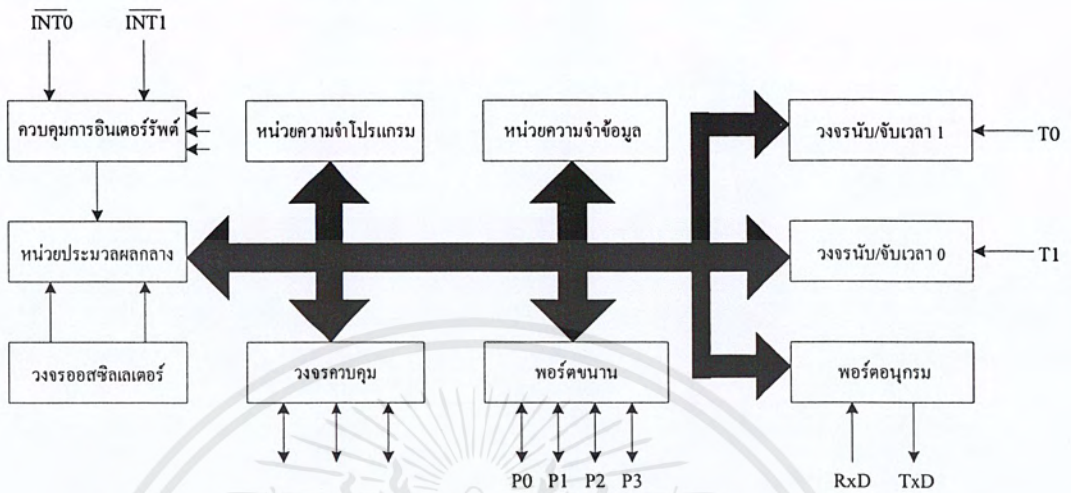 INT0 INT1
ควบคุมการอินเตอร์รัพต์
หน่วยความจำโปรแกรม
หน่วยความจำข้อมูล
วงจรนับ/จับเวลา 1
T0
หน่วยประมวลผลกลาง
วงจรนับ/จับเวลา 0
T1
วงจรออสซิลเลเตอร์
วงจรควบคุม
พอร์ตขนาน
พอร์ตอนุกรม
P0 P1 P2 P3
RxD TxD